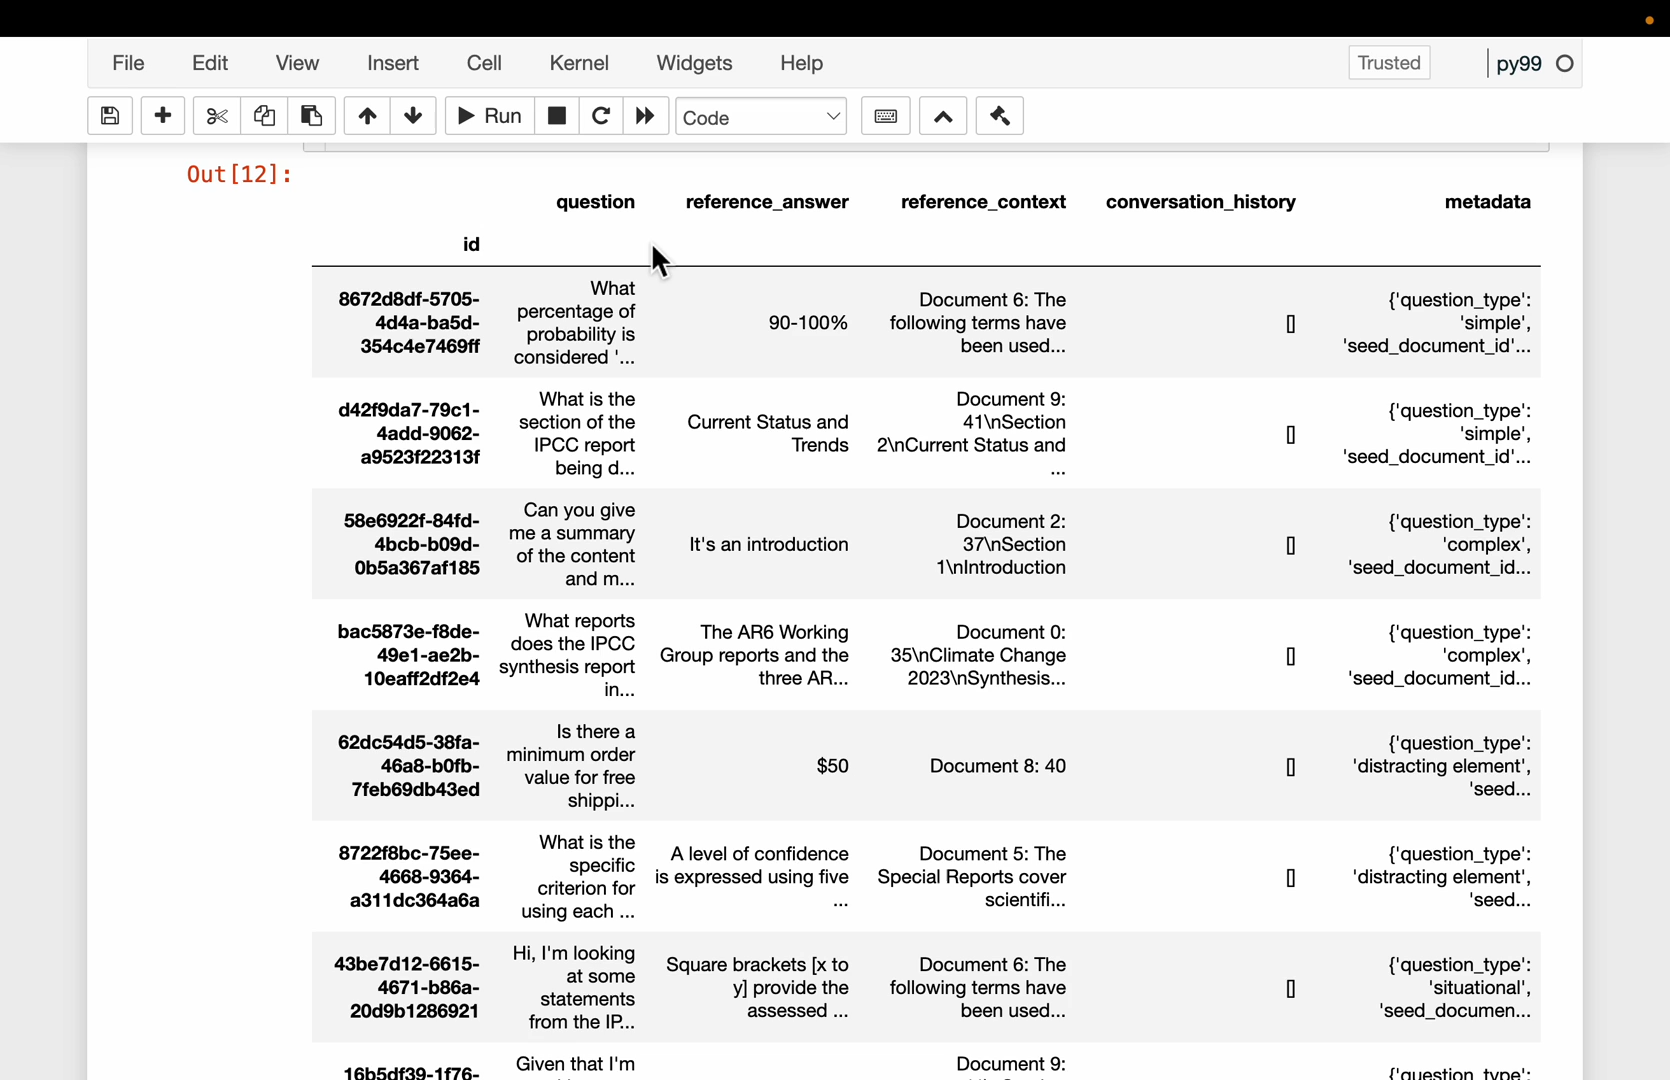 File Edit View Insert Cell Kernel Widgets Help Trusted py99
Run Code
Out[12]:
question reference_answer reference_context conversation_history metadata
id
8672d8df-5705-
4d4a-ba5d-
354c4e7469ff
What
percentage of
probability is
considered '...
90-100%
Document 6: The
following terms have
been used...
[]
{'question_type':
'simple',
'seed_document_id'...
d42f9da7-79c1-
4add-9062-
a9523f22313f
What is the
section of the
IPCC report
being d...
Current Status and
Trends
Document 9:
41\nSection
2\nCurrent Status and
...
[]
{'question_type':
'simple',
'seed_document_id'...
58e6922f-84fd-
4bcb-b09d-
0b5a367af185
Can you give
me a summary
of the content
and m...
It's an introduction
Document 2:
37\nSection
1\nIntroduction
[]
{'question_type':
'complex',
'seed_document_id...
bac5873e-f8de-
49e1-ae2b-
10eaff2df2e4
What reports
does the IPCC
synthesis report
in...
The AR6 Working
Group reports and the
three AR...
Document 0:
35\nClimate Change
2023\nSynthesis...
[]
{'question_type':
'complex',
'seed_document_id...
62dc54d5-38fa-
46a8-b0fb-
7feb69db43ed
Is there a
minimum order
value for free
shippi...
$50
Document 8: 40
[]
{'question_type':
'distracting element',
'seed...
8722f8bc-75ee-
4668-9364-
a311dc364a6a
What is the
specific
criterion for
using each ...
A level of confidence
is expressed using five
...
Document 5: The
Special Reports cover
scientifi...
[]
{'question_type':
'distracting element',
'seed...
43be7d12-6615-
4671-b86a-
20d9b1286921
Hi, I'm looking
at some
statements
from the IP...
Square brackets [x to
y] provide the
assessed ...
Document 6: The
following terms have
been used...
[]
{'question_type':
'situational',
'seed_documen...
16b5df39-1f76-
Given that I'm
Document 9:
{'question_type':